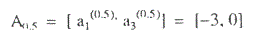 A₀.₅ = [ a₁⁽⁰·⁵⁾, a₃⁽⁰·⁵⁾] = [−3, 0]